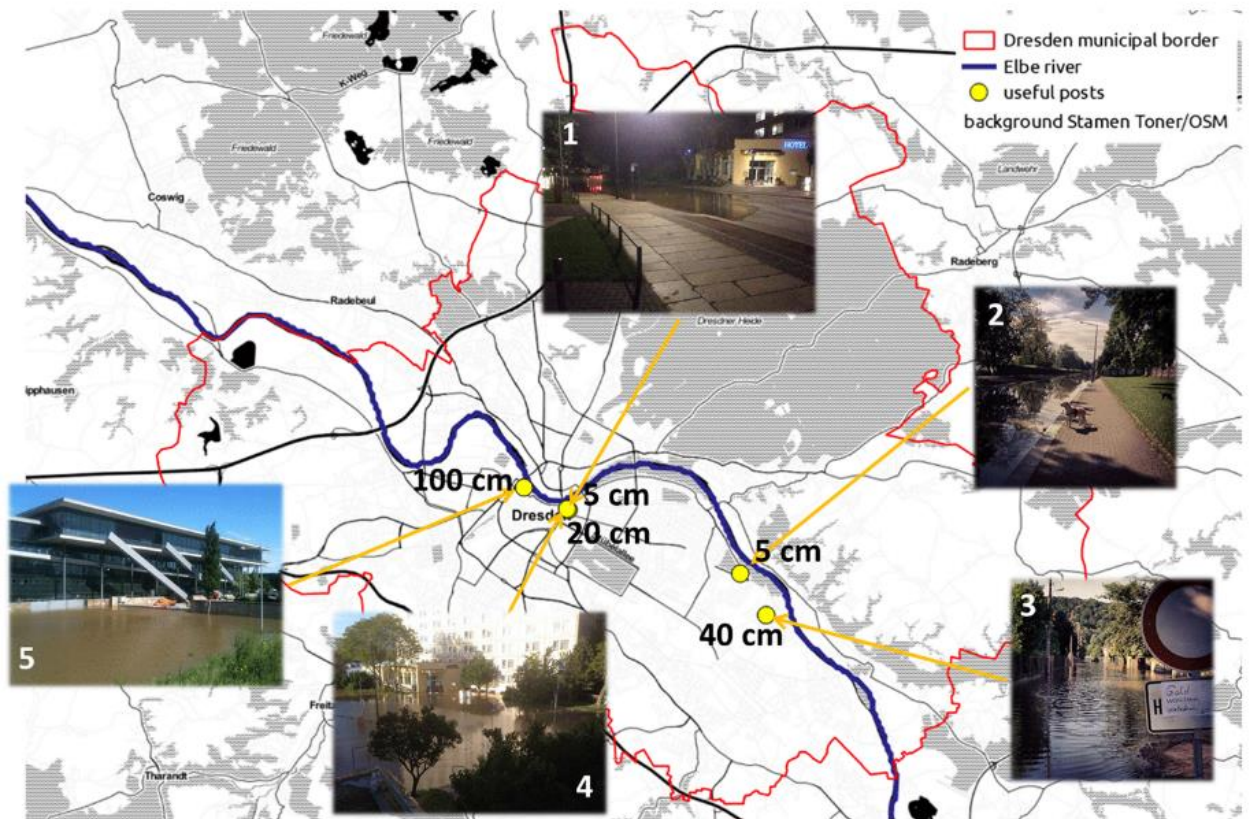 Dresden municipal border
Elbe river
useful posts
background Stamen Toner/OSM
Friedewald
K-Weg
Friedewald
Friedewald
Coswig
Landwehr
1
HOTEL
Radeberg
Radebeul
Dresdner Heide
2
ipphausen
100 cm
5 cm
Dresde
20 cm
5 cm
40 cm
3
H
5
Freita
4
Tharandt